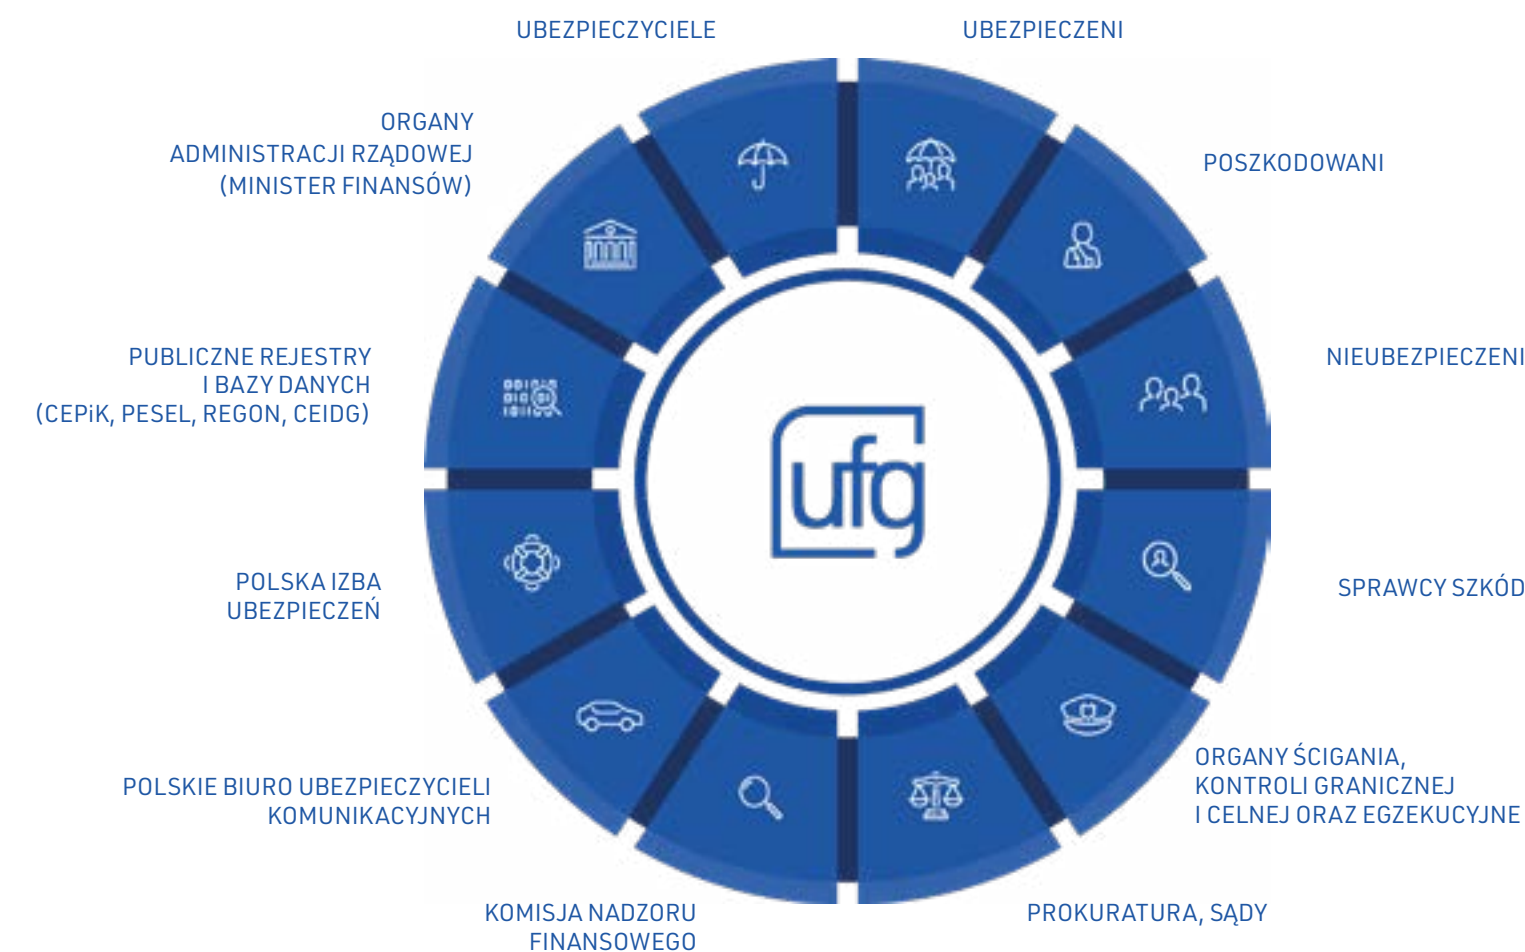 UBEZPIECZYCIELE
UBEZPIECZENI
ORGANY
ADMINISTRACJI RZĄDOWEJ
(MINISTER FINANSÓW)
POSZKODOWANI
PUBLICZNE REJESTRY
I BAZY DANYCH
(CEPiK, PESEL, REGON, CEIDG)
NIEUBEZPIECZENI
ufg
POLSKA IZBA
UBEZPIECZEŃ
SPRAWCY SZKÓD
POLSKIE BIURO UBEZPIECZYCIELI
KOMUNIKACYJNYCH
ORGANY ŚCIGANIA,
KONTROLI GRANICZNEJ
I CELNEJ ORAZ EGZEKUCYJNE
KOMISJA NADZORU
FINANSOWEGO
PROKURATURA, SĄDY